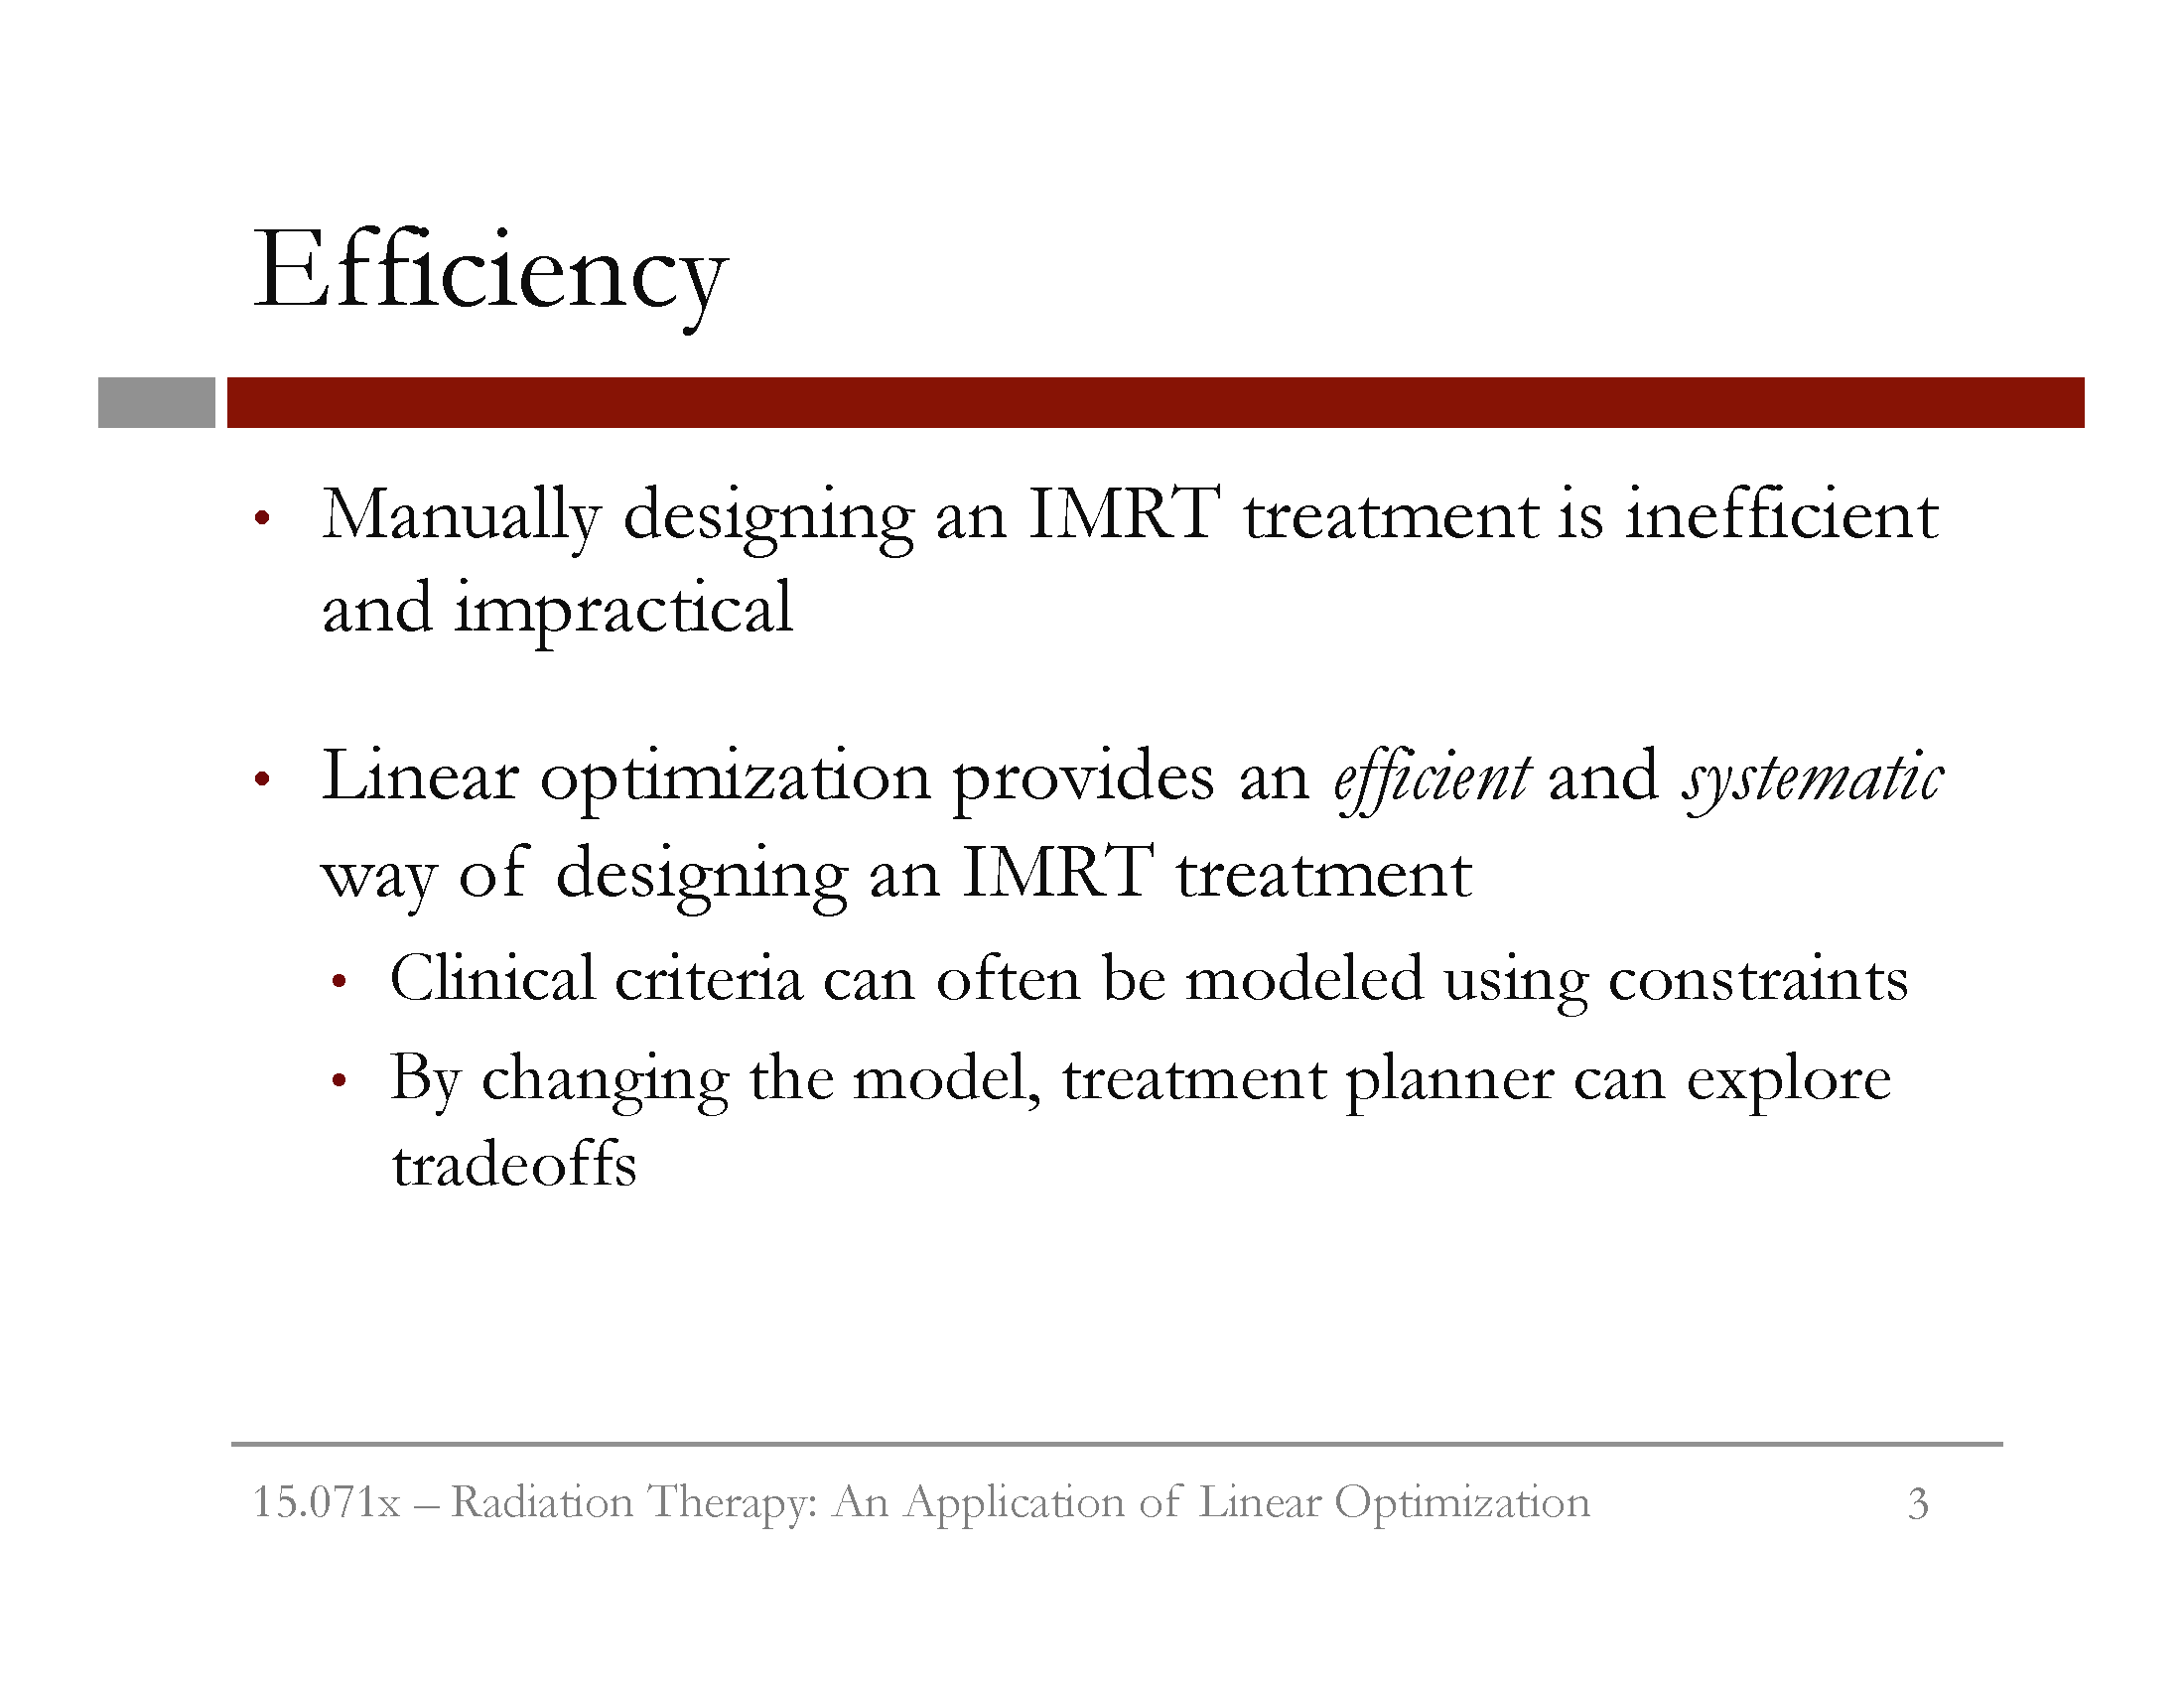 Efficiency
• Manually designing an IMRT treatment is inefficient
and impractical
• Linear optimization provides an efficient and systematic
way of designing an IMRT treatment
• Clinical criteria can often be modeled using constraints
• By changing the model, treatment planner can explore
tradeoffs
15.071x – Radiation Therapy: An Application of Linear Optimization 3